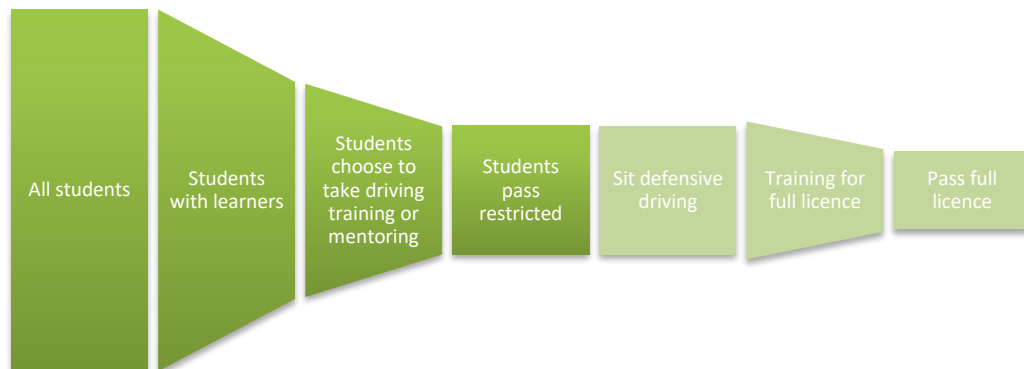 All students
Students
with learners
Students
choose to
take driving
training or
mentoring
Students
pass
restricted
Sit defensive
driving
Training for
full licence
Pass full
licence